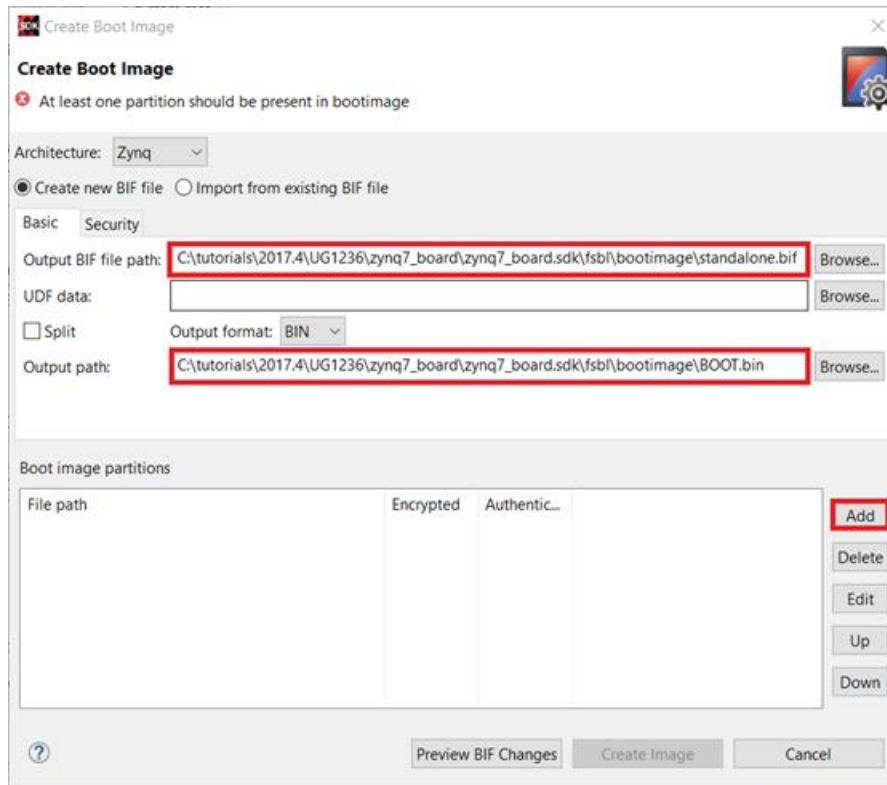 SDK Create Boot Image
Create Boot Image
At least one partition should be present in bootimage
Architecture: Zynq
Create new BIF file Import from existing BIF file
Basic Security
Output BIF file path: C:\tutorials\2017.4\UG1236\zynq7_board\zynq7_board.sdk\fsbl\bootimage\standalone.bif Browse...
UDF data: Browse...
Split Output format: BIN
Output path: C:\tutorials\2017.4\UG1236\zynq7_board\zynq7_board.sdk\fsbl\bootimage\BOOT.bin Browse...
Boot image partitions
File path Encrypted Authentic...
Add
Delete
Edit
Up
Down
? Preview BIF Changes Create Image Cancel